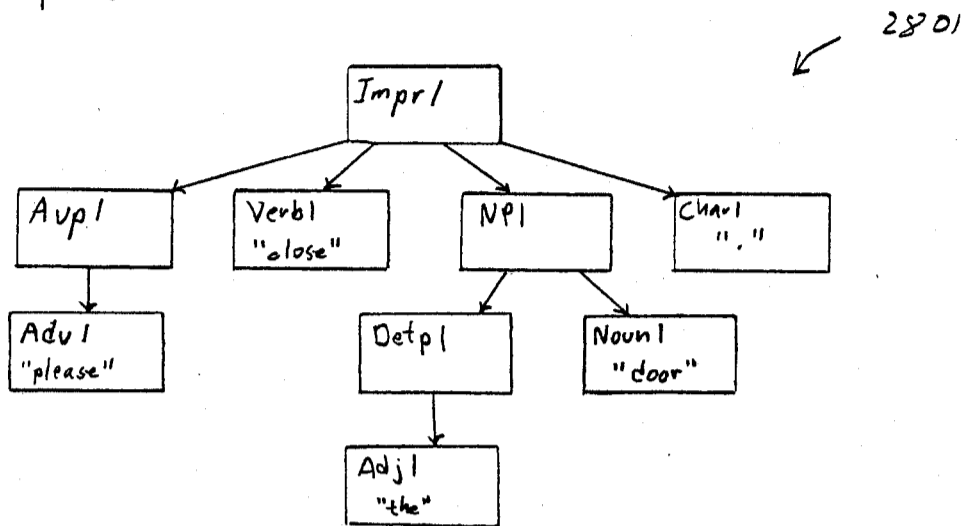 2801
Impr1
Avp1
Verb1
"close"
NP1
Char1
"."
Adv1
"please"
Detp1
Noun1
"door"
Adj1
"the"